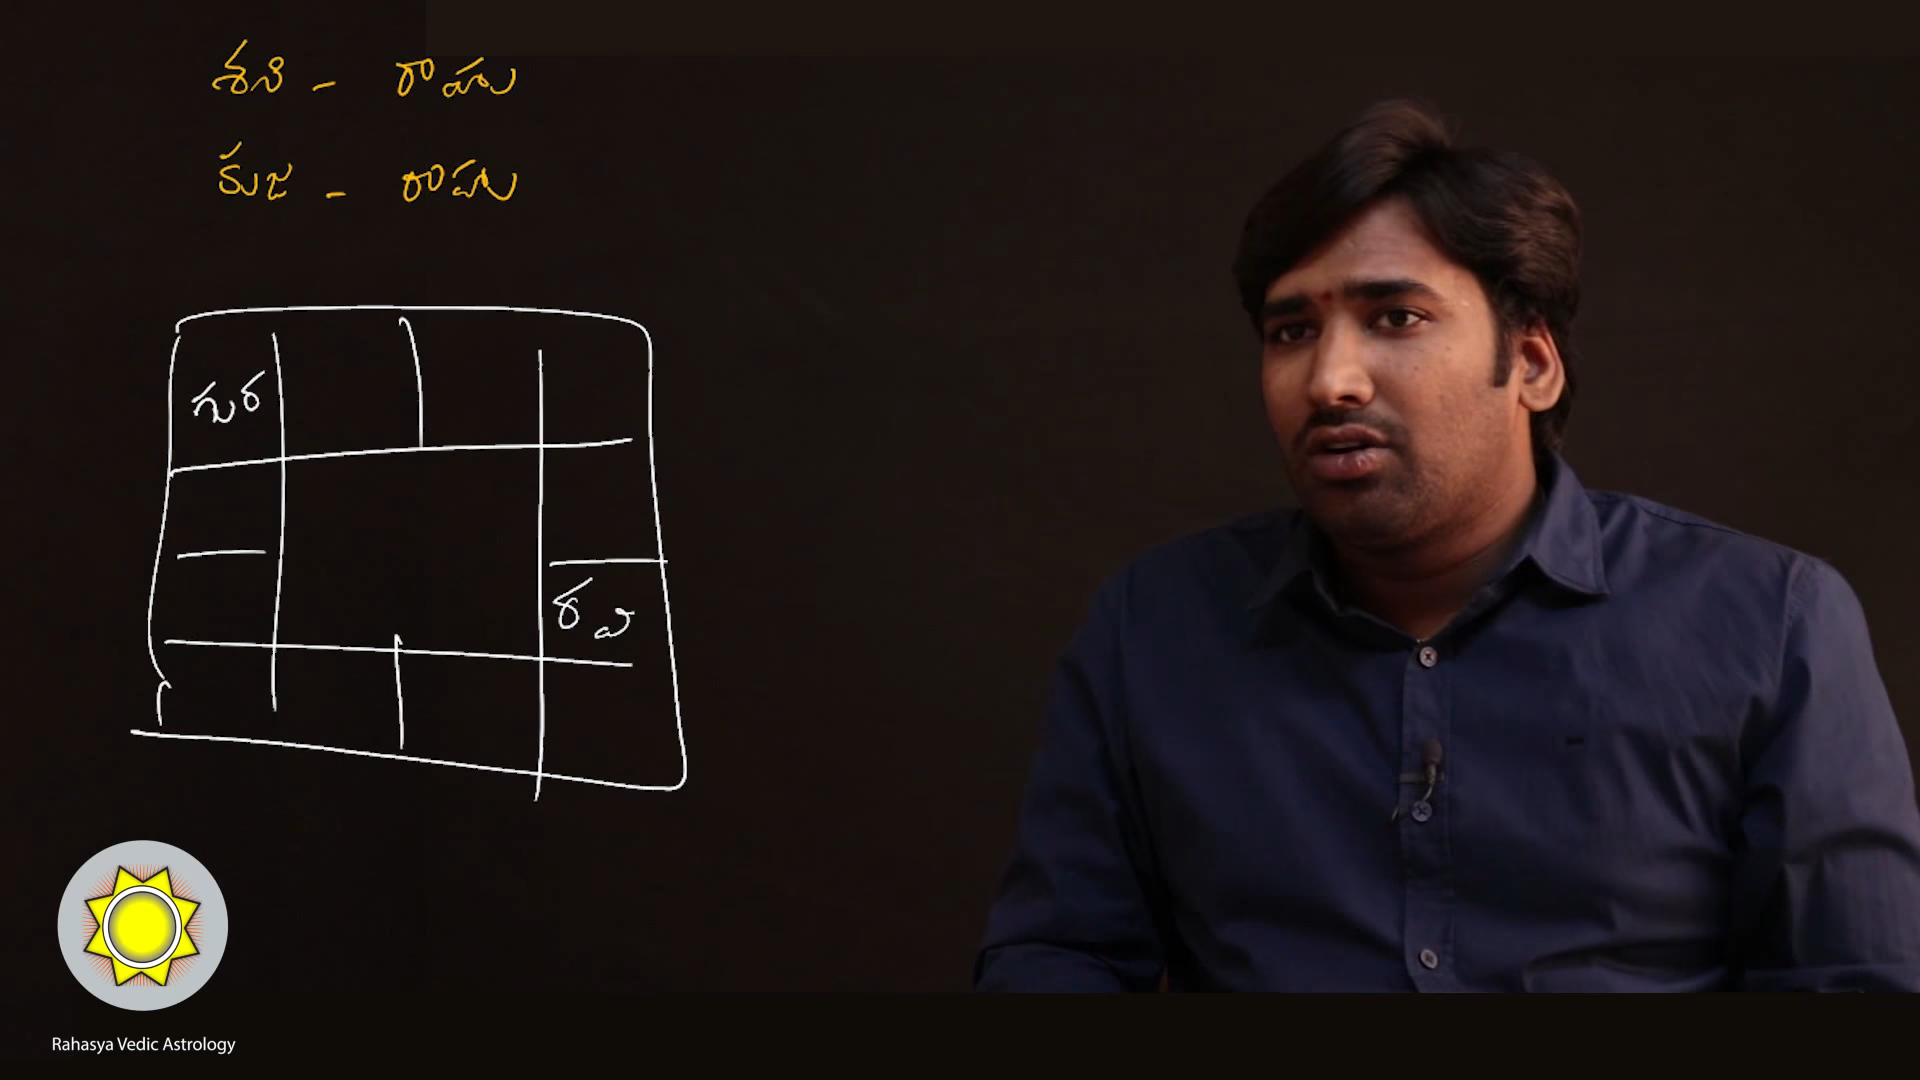 శని - రాహు
కుజ - రాహు
గురు
రవి
Rahasya Vedic Astrology